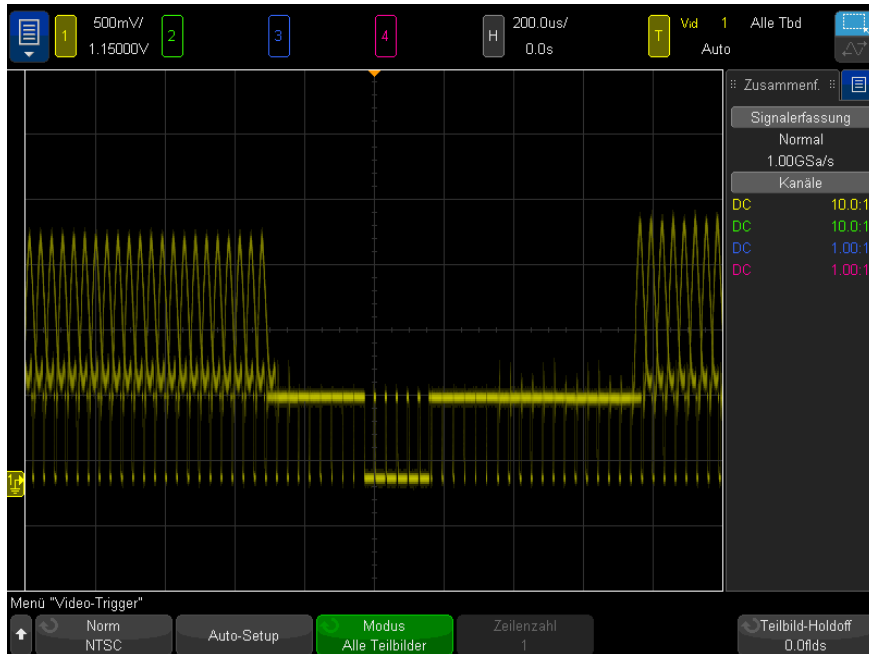 1 500mV/ 2 3 4 H 200.0us/ T Vid 1 Alle Tbd
1.15000V 0.0s Auto
Zusammenf.
Signalerfassung
Normal
1.00GSa/s
Kanäle
DC 10.0:1
DC 10.0:1
DC 1.00:1
DC 1.00:1
1
Menü "Video-Trigger"
Norm Auto-Setup Modus Zeilenzahl Teilbild-Holdoff
NTSC Alle Teilbilder 1 0.0flds